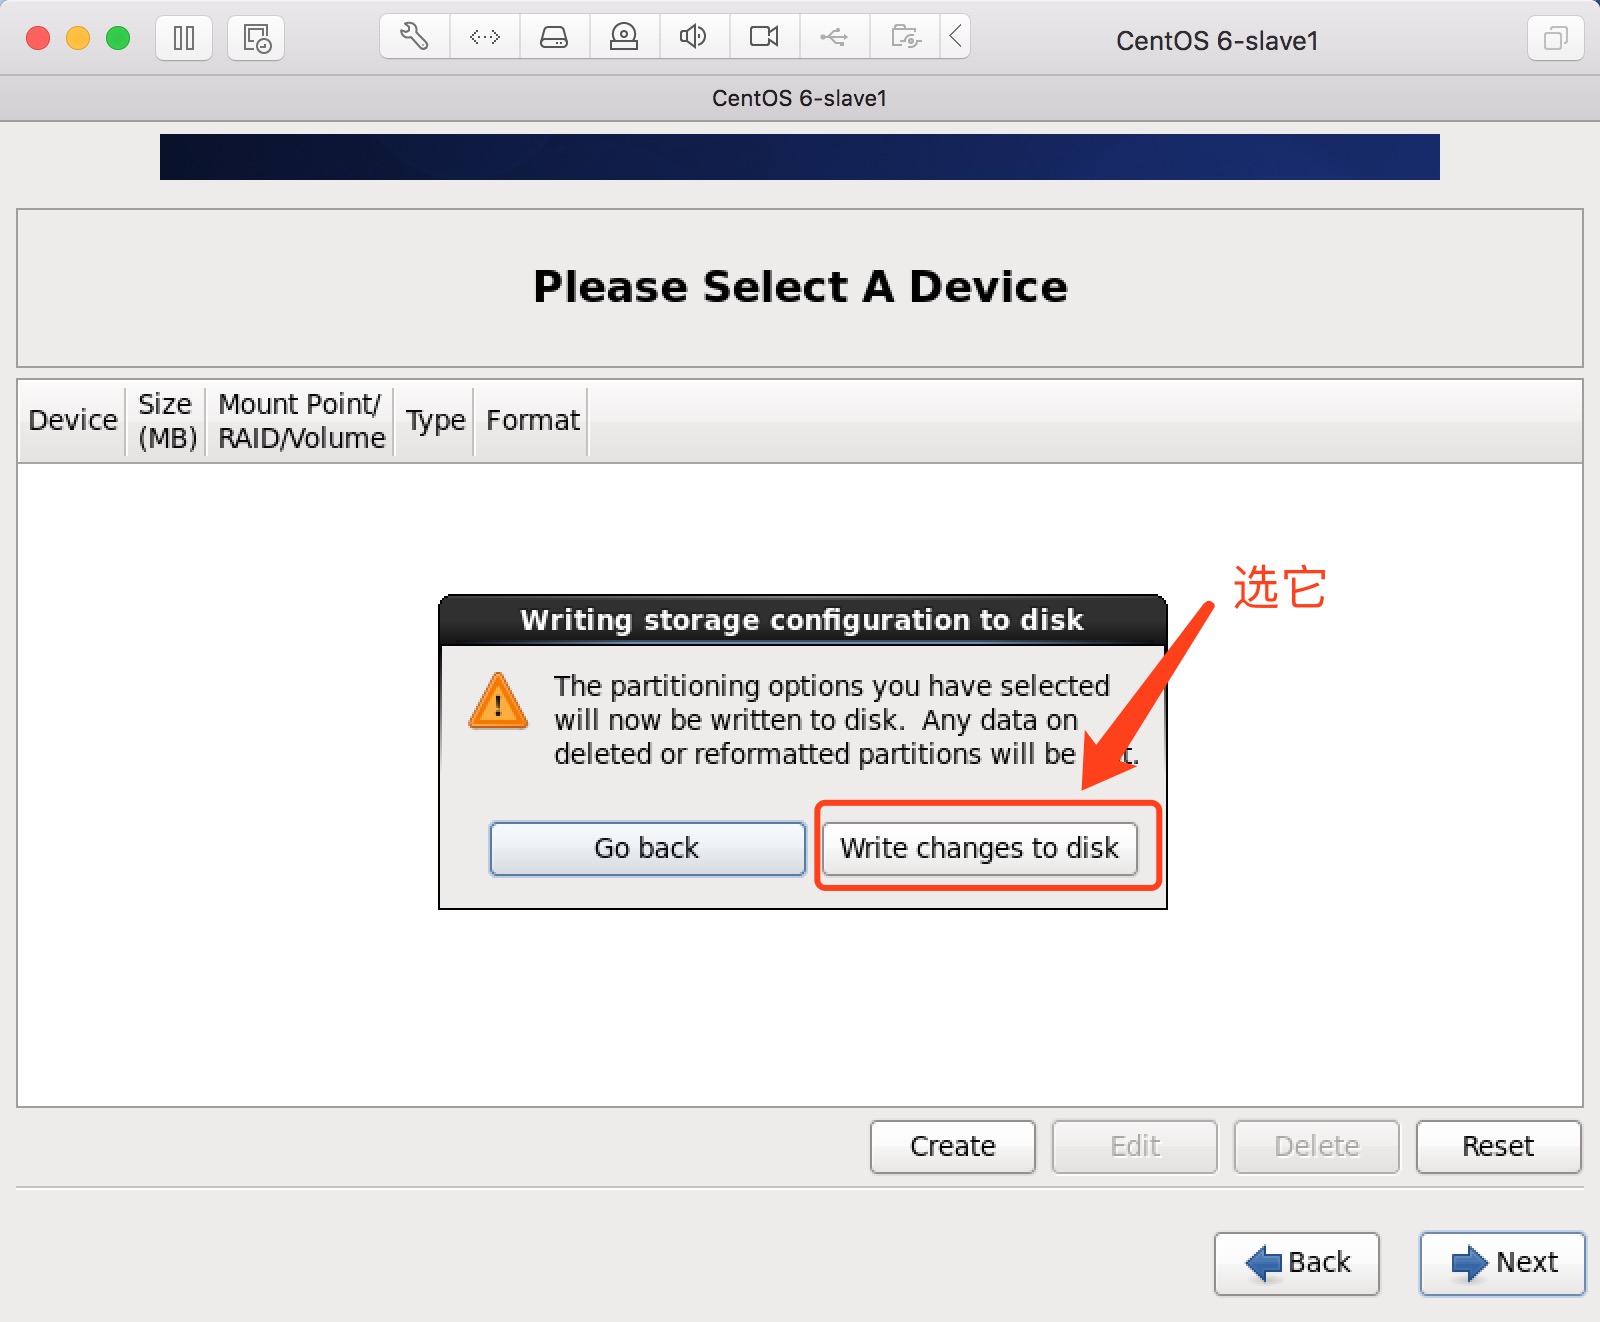 CentOS 6-slave1
CentOS 6-slave1
Please Select A Device
Device
Size
(MB)
Mount Point/
RAID/Volume
Type
Format
选它
Writing storage configuration to disk
The partitioning options you have selected
will now be written to disk.  Any data on
deleted or reformatted partitions will be
Go back
Write changes to disk
Create
Edit
Delete
Reset
Back
Next